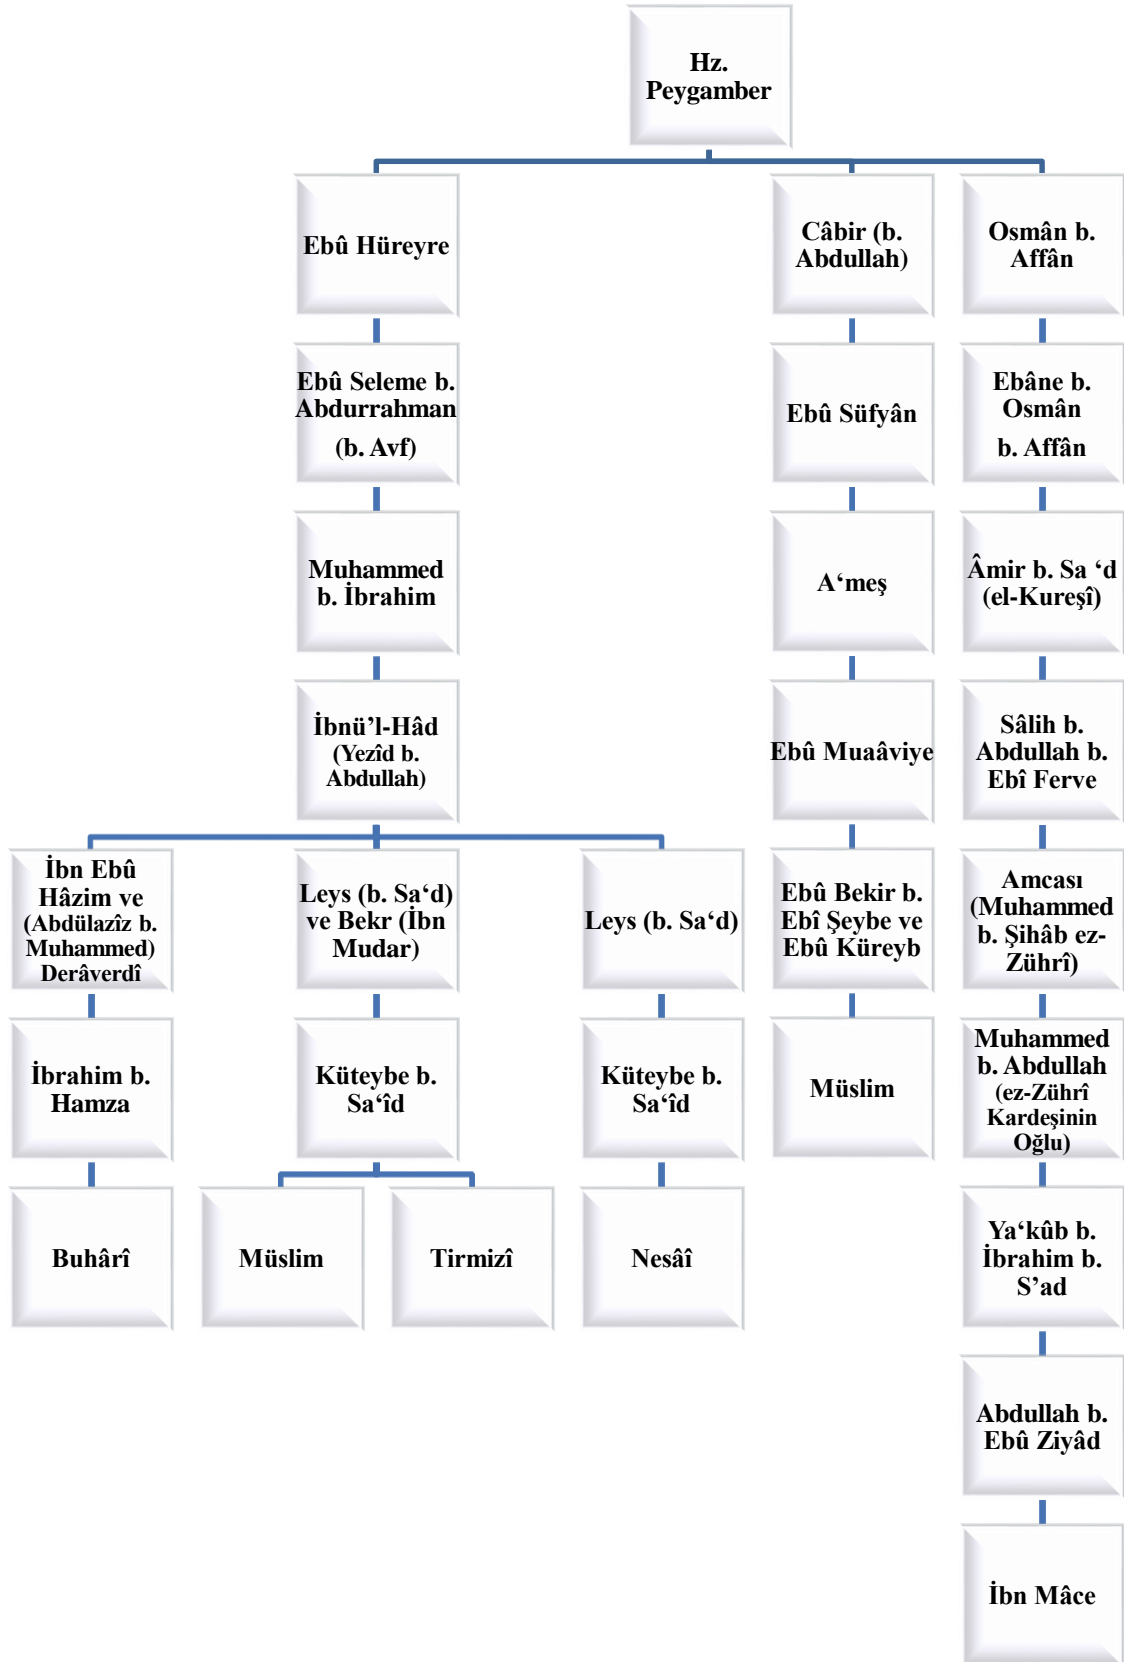 Hz.
Peygamber
Ebû Hüreyre
Câbir (b.
Abdullah)
Osmân b.
Affân
Ebû Seleme b.
Abdurrahman
(b. Avf)
Ebû Süfyân
Ebâne b.
Osmân
b. Affân
Muhammed
b. İbrahim
A‘meş
Âmir b. Sa ‘d
(el-Kureşî)
İbnü’l-Hâd
(Yezîd b.
Abdullah)
Ebû Muaâviye
Sâlih b.
Abdullah b.
Ebî Ferve
İbn Ebû
Hâzim ve
(Abdülazîz b.
Muhammed)
Derâverdî
Leys (b. Sa‘d)
ve Bekr (İbn
Mudar)
Leys (b. Sa‘d)
Ebû Bekir b.
Ebî Şeybe ve
Ebû Küreyb
Amcası
(Muhammed
b. Şihâb ez-
Zührî)
İbrahim b.
Hamza
Küteybe b.
Sa‘îd
Küteybe b.
Sa‘îd
Müslim
Muhammed
b. Abdullah
(ez-Zührî
Kardeşinin
Oğlu)
Buhârî
Müslim
Tirmizî
Nesâî
Ya‘kûb b.
İbrahim b.
S’ad
Abdullah b.
Ebû Ziyâd
İbn Mâce